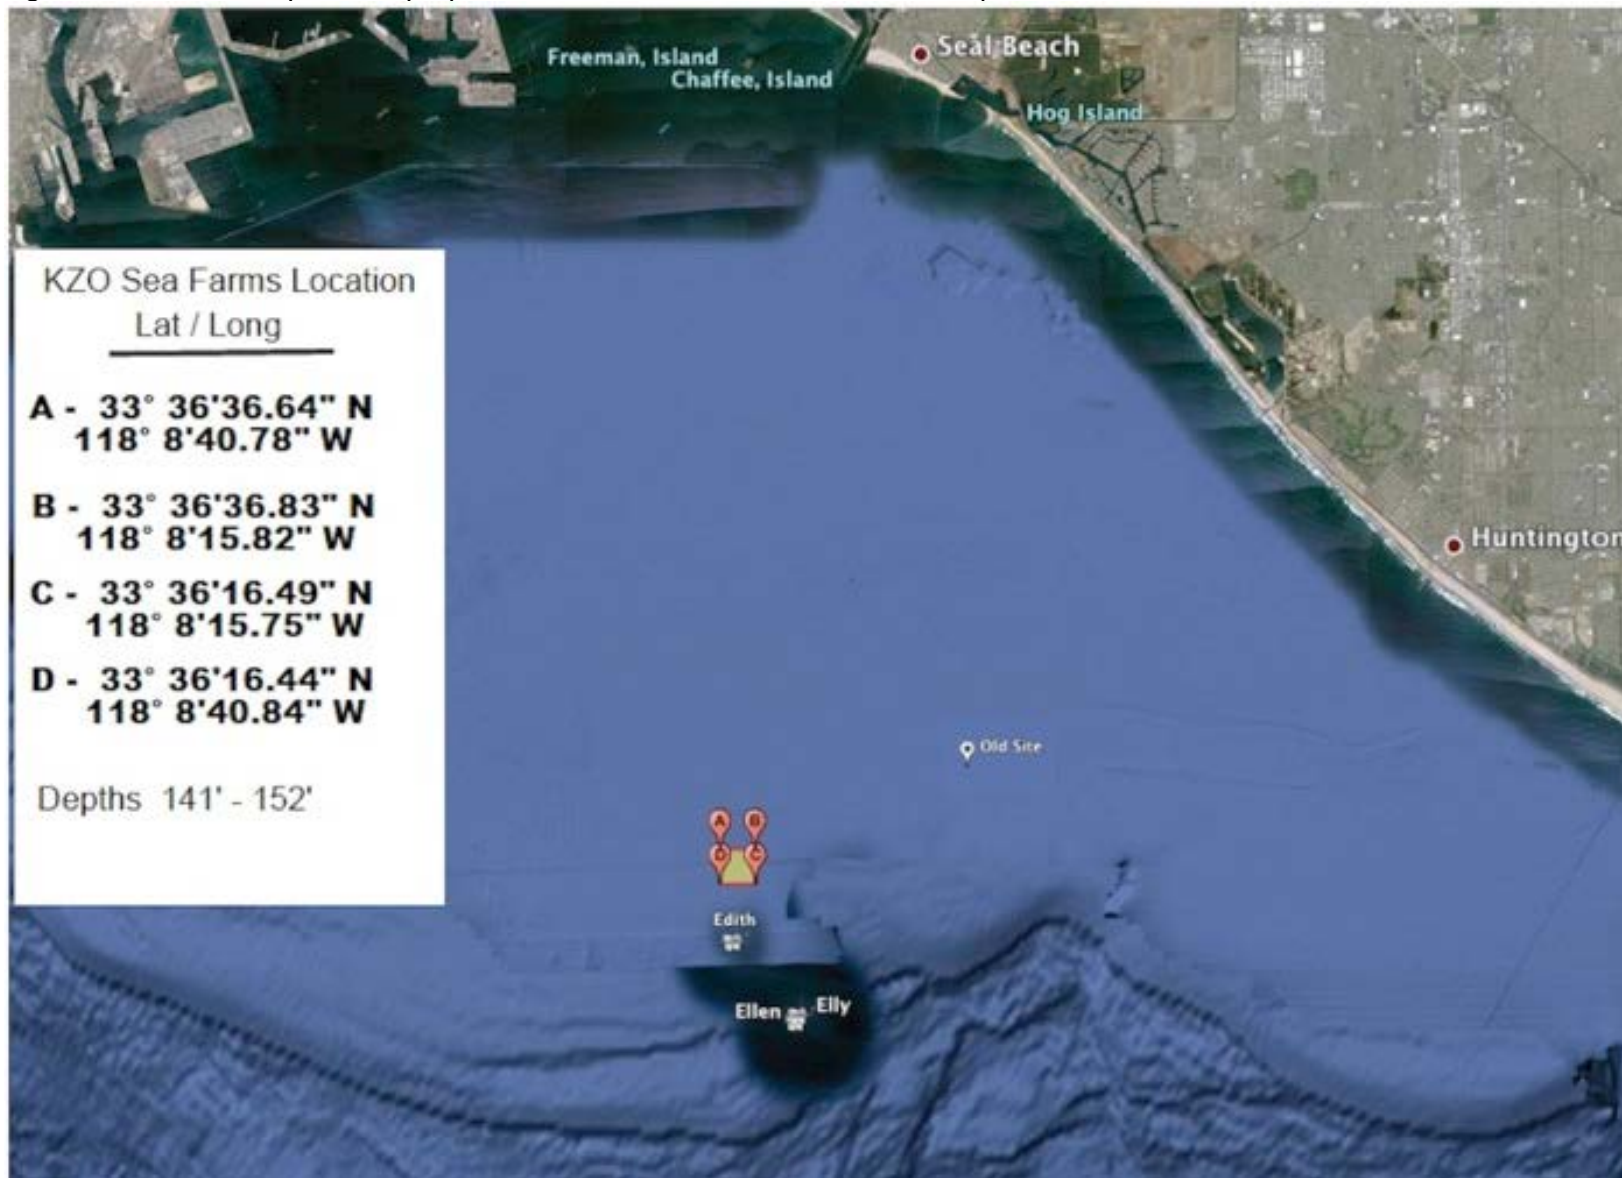 Freeman, Island
Chaffee, Island
Seal Beach
Hog Island
KZO Sea Farms Location
Lat / Long
A - 33° 36'36.64" N
118° 8'40.78" W
B - 33° 36'36.83" N
118° 8'15.82" W
C - 33° 36'16.49" N
118° 8'15.75" W
D - 33° 36'16.44" N
118° 8'40.84" W
Depths 141' - 152'
Huntington
Old Site
A B
D C
Edith
Ellen Elly